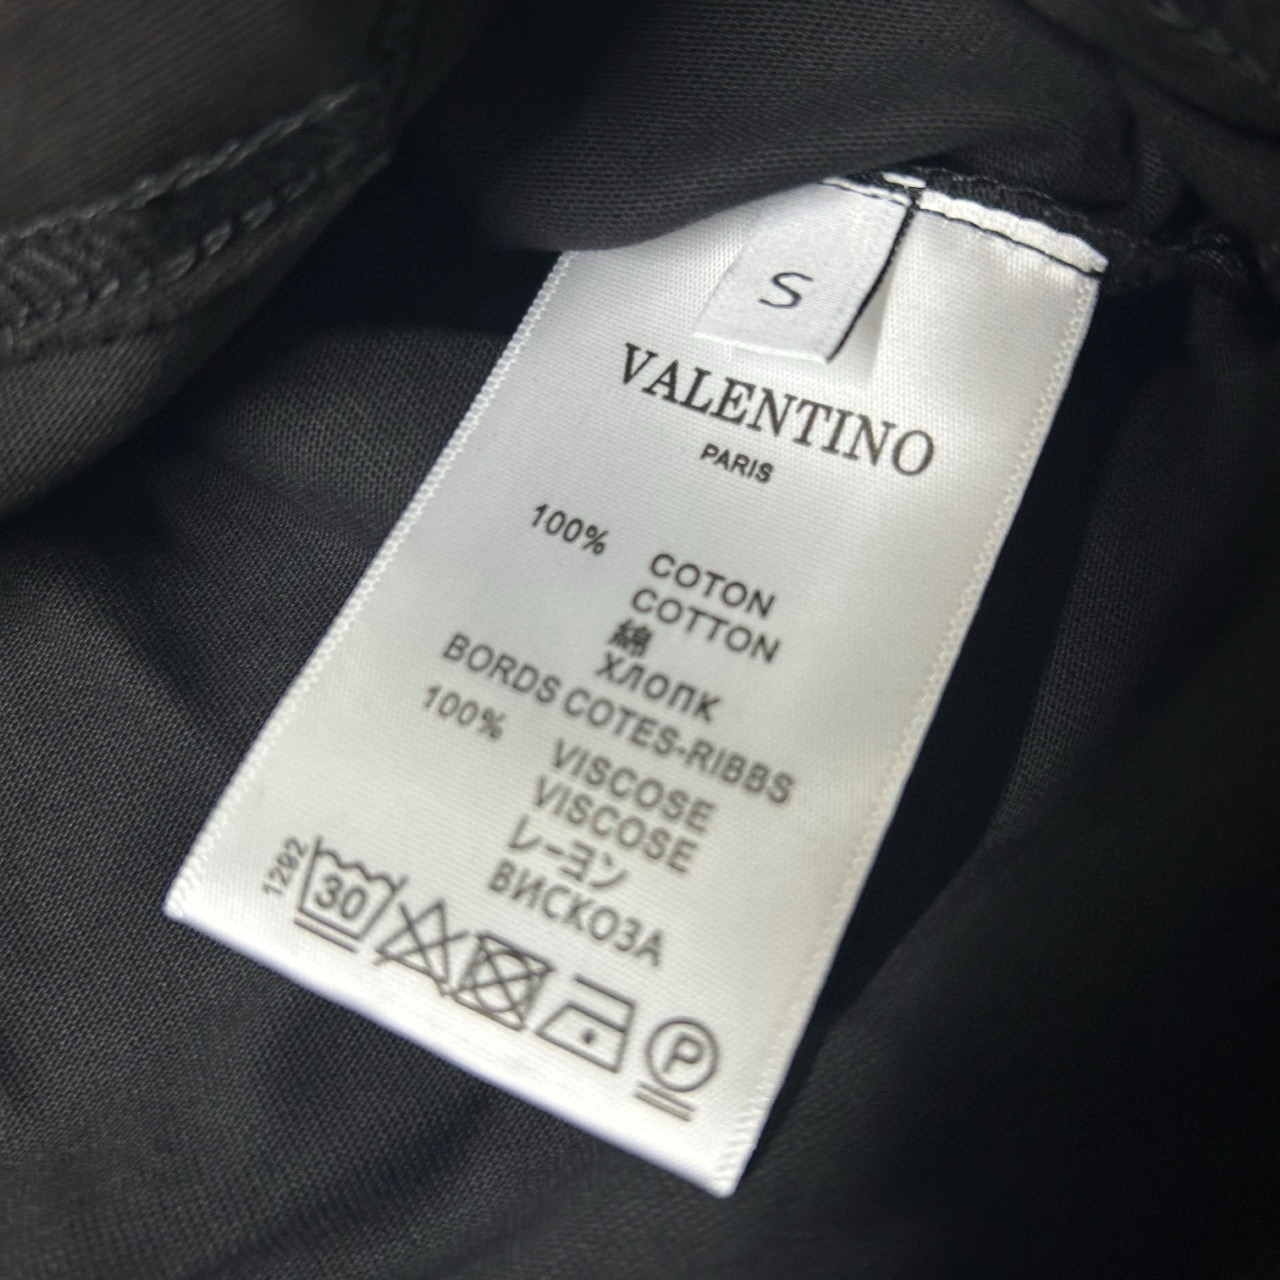 S
VALENTINO
PARIS
100% COTON
COTTON
綿
ХЛОПК
BORDS COTES-RIBBS
100% VISCOSE
VISCOSE
レーヨン
ВИСКОЗА
1292
30
P